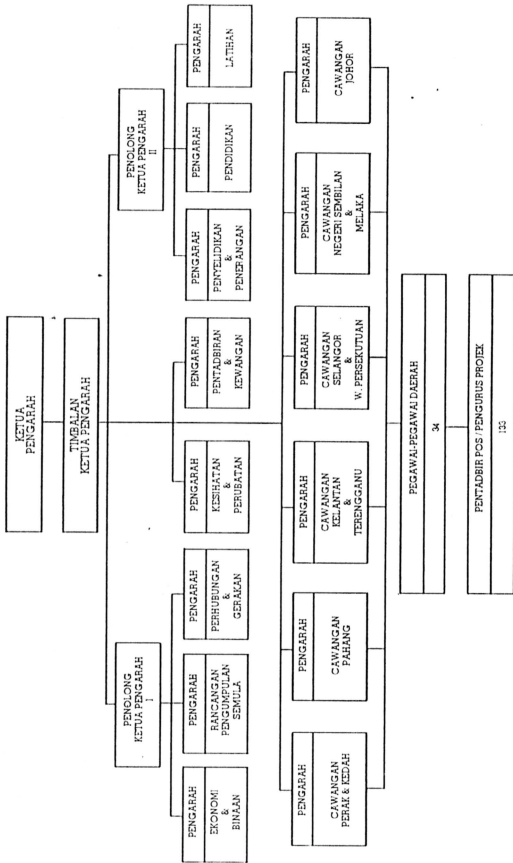 KETUA
PENGARAH
TIMBALAN
KETUA PENGARAH
PENOLONG
KETUA PENGARAH
I
PENOLONG
KETUA PENGARAH
II
PENGARAH
EKONOMI
&
BINAAN
PENGARAH
RANCANGAN
PENGUMPULAN
SEMULA
PENGARAH
PERHUBUNGAN
&
GERAKAN
PENGARAH
KESIHATAN
&
PERUBATAN
PENGARAH
PENTADBIRAN
&
KEWANGAN
PENGARAH
PENYELIDIKAN
&
PENERANGAN
PENGARAH
PENDIDIKAN
PENGARAH
LATIHAN
PENGARAH
CAWANGAN
PERAK & KEDAH
PENGARAH
CAWANGAN
PAHANG
PENGARAH
CAWANGAN
KELANTAN
&
TERENGGANU
PENGARAH
CAWANGAN
SELANGOR
&
W. PERSEKUTUAN
PENGARAH
CAWANGAN
NEGERI SEMBILAN
&
MELAKA
PENGARAH
CAWANGAN
JOHOR
PEGAWAI-PEGAWAI DAERAH
34
PENTADBIR POS / PENGURUS PROJEK
133